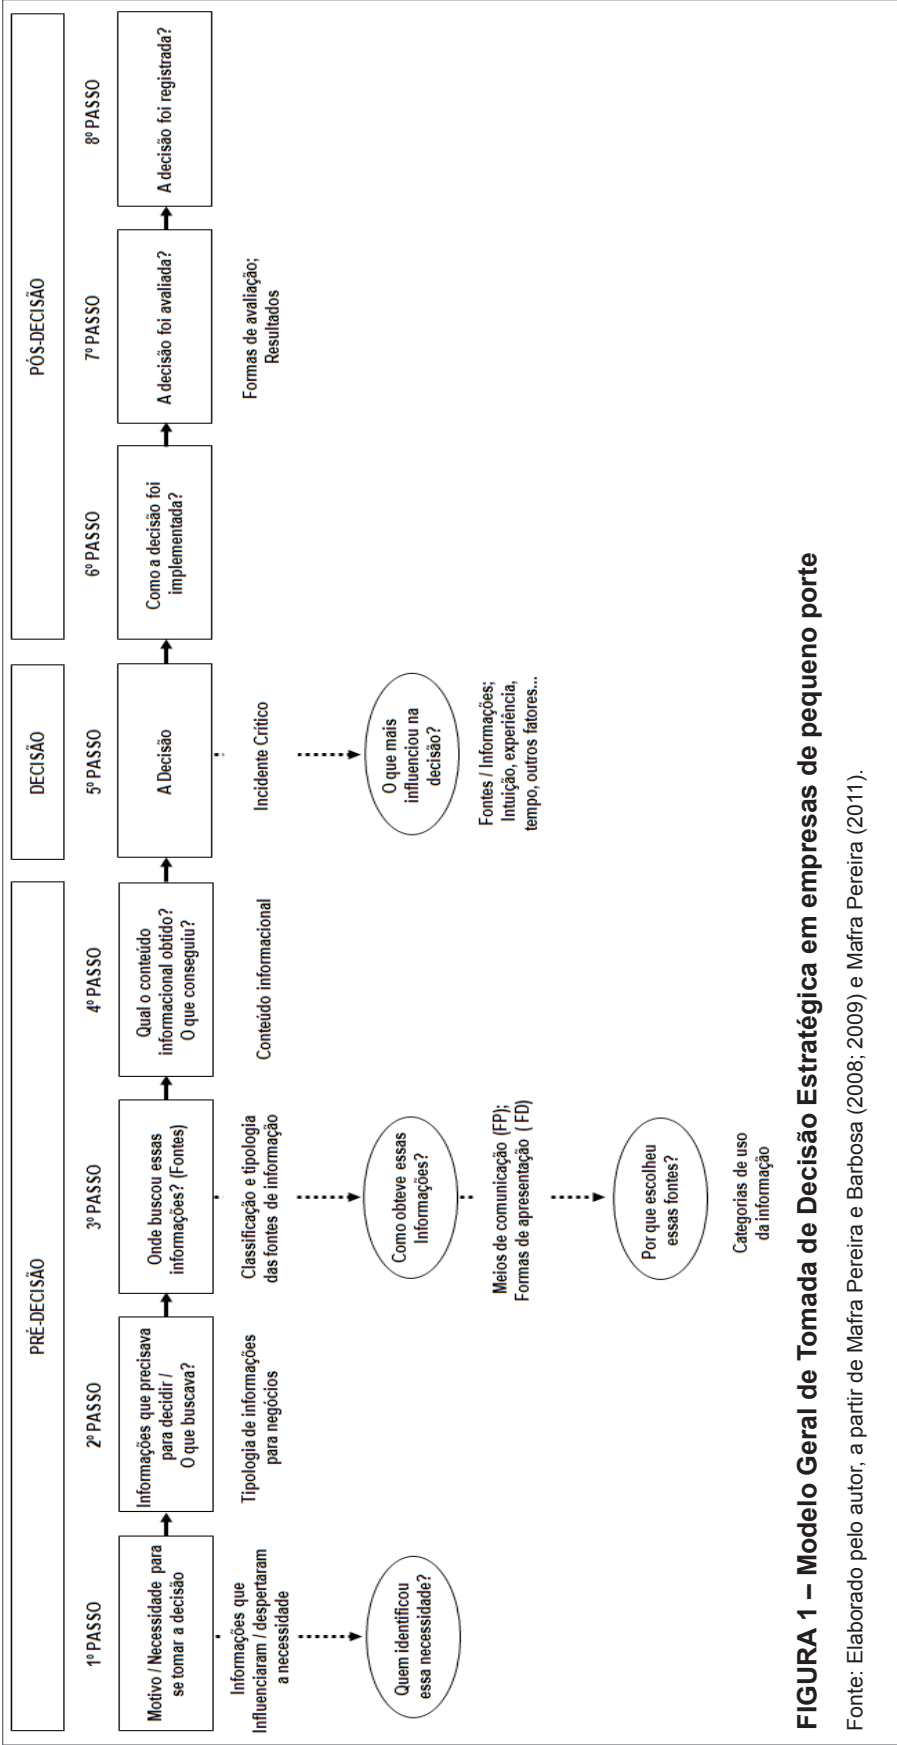 PRÉ-DECISÃO
DECISÃO
PÓS-DECISÃO
1º PASSO
2º PASSO
3º PASSO
4º PASSO
5º PASSO
6º PASSO
7º PASSO
8º PASSO
Motivo / Necessidade para
se tomar a decisão
Informações que precisava
para decidir /
O que buscava?
Onde buscou essas
informações? (Fontes)
Qual o conteúdo
informacional obtido?
O que conseguiu?
A Decisão
Como a decisão foi
implementada?
A decisão foi avaliada?
A decisão foi registrada?
Informações que
Influenciaram / despertaram
a necessidade
Tipologia de informações
para negócios
Classificação e tipologia
das fontes de informação
Conteúdo informacional
Incidente Crítico
Formas de avaliação;
Resultados
Quem identificou
essa necessidade?
Como obteve essas
Informações?
O que mais
influenciou na
decisão?
Meios de comunicação (FP);
Formas de apresentação ( FD)
Fontes / Informações;
Intuição, experiência,
tempo, outros fatores...
Por que escolheu
essas fontes?
Categorias de uso
da informação
FIGURA 1 – Modelo Geral de Tomada de Decisão Estratégica em empresas de pequeno porte
Fonte: Elaborado pelo autor, a partir de Mafra Pereira e Barbosa (2008; 2009) e Mafra Pereira (2011).